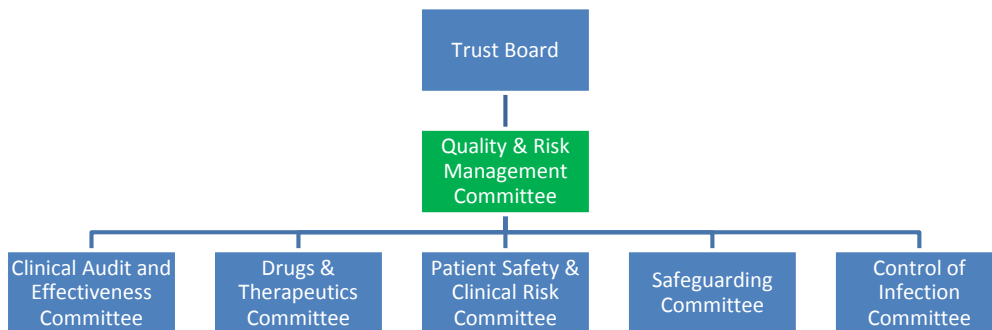 Trust Board
Quality & Risk
Management
Committee
Clinical Audit and
Effectiveness
Committee
Drugs &
Therapeutics
Committee
Patient Safety &
Clinical Risk
Committee
Safeguarding
Committee
Control of
Infection
Committee